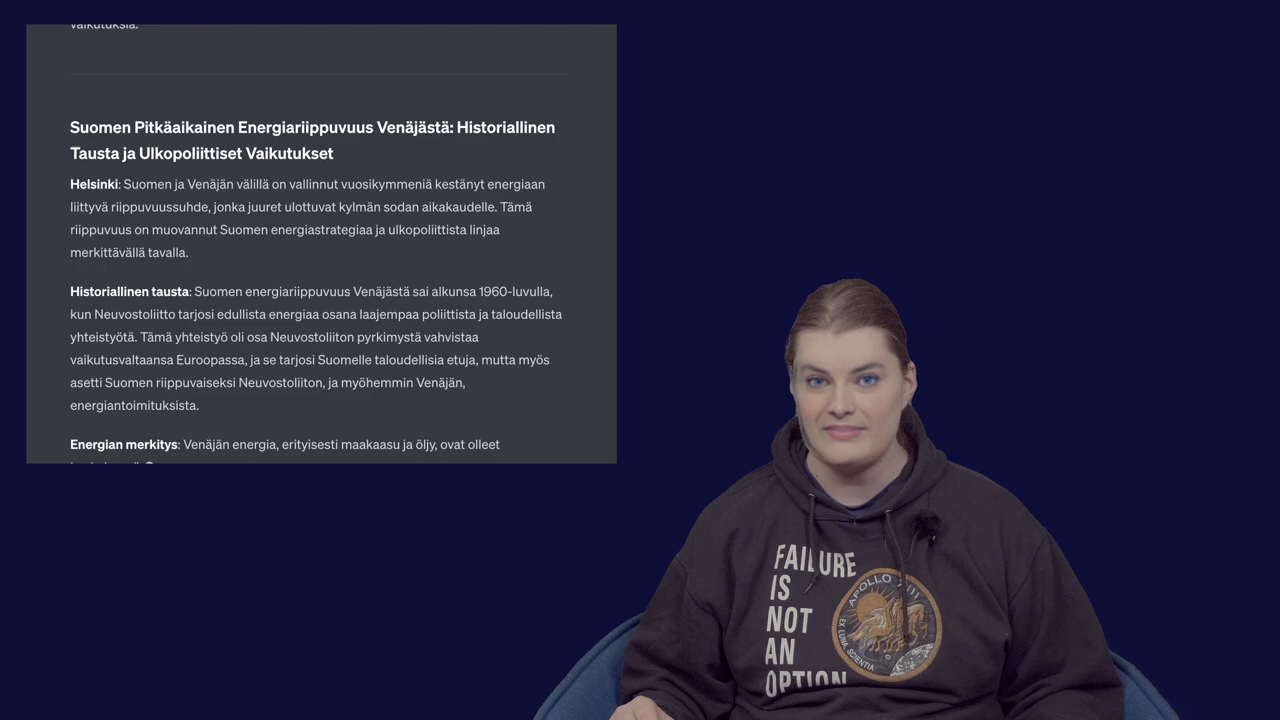 vaikutuksia.
Suomen Pitkäaikainen Energiariippuvuus Venäjästä: Historiallinen
Tausta ja Ulkopoliittiset Vaikutukset
Helsinki: Suomen ja Venäjän välillä on vallinnut vuosikymmeniä kestänyt energiaan
liittyvä riippuvuussuhde, jonka juuret ulottuvat kylmän sodan aikakaudelle. Tämä
riippuvuus on muovannut Suomen energiastrategiaa ja ulkopoliittista linjaa
merkittävällä tavalla.
Historiallinen tausta: Suomen energiariippuvuus Venäjästä sai alkunsa 1960-luvulla,
kun Neuvostoliitto tarjosi edullista energiaa osana laajempaa poliittista ja taloudellista
yhteistyötä. Tämä yhteistyö oli osa Neuvostoliiton pyrkimystä vahvistaa
vaikutusvaltaansa Euroopassa, ja se tarjosi Suomelle taloudellisia etuja, mutta myös
asetti Suomen riippuvaiseksi Neuvostoliiton, ja myöhemmin Venäjän,
energiantoimituksista.
Energian merkitys: Venäjän energia, erityisesti maakaasu ja öljy, ovat olleet
FAILURE
IS
NOT
AN
OPTION
APOLLO XIII
EX LUNA, SCIENTIA